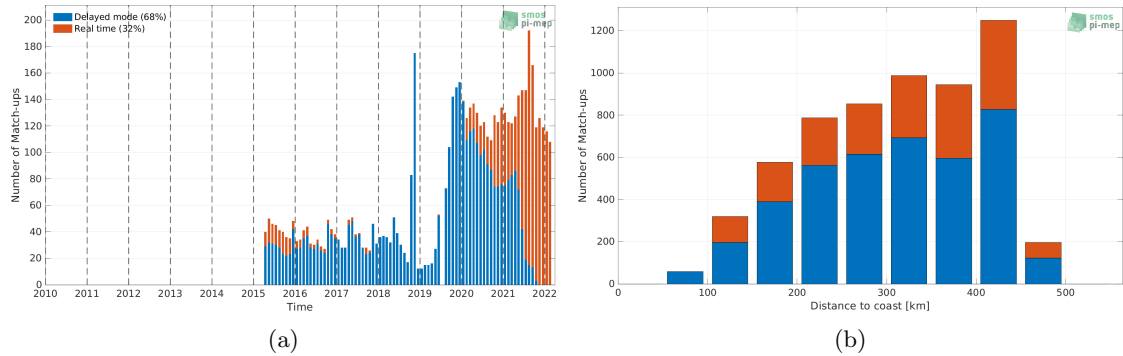 Delayed mode (68%)
Real time (32%)
smos
pi-mep
200
180
160
140
120
100
80
60
40
20
0
Number of Match-ups
2010 2011 2012 2013 2014 2015 2016 2017 2018 2019 2020 2021 2022
Time
(a)
smos
pi-mep
1200
1000
800
600
400
200
0
Number of Match-ups
0 100 200 300 400 500
Distance to coast [km]
(b)